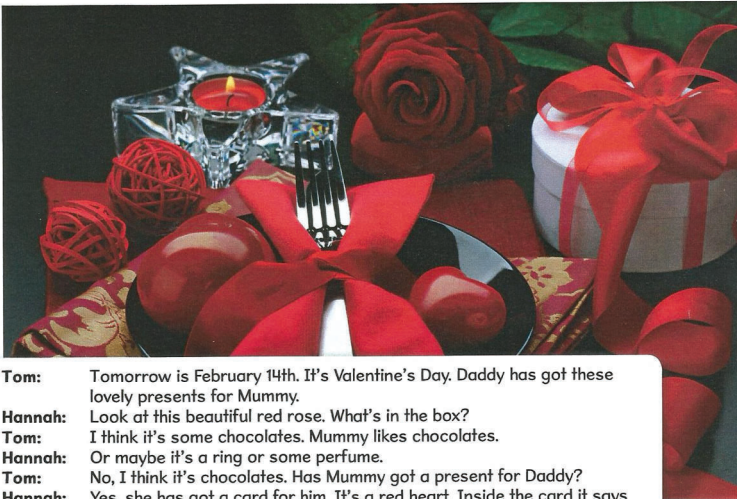 Tom: Tomorrow is February 14th. It's Valentine's Day. Daddy has got these
lovely presents for Mummy.
Hannah: Look at this beautiful red rose. What's in the box?
Tom: I think it's some chocolates. Mummy likes chocolates.
Hannah: Or maybe it's a ring or some perfume.
Tom: No, I think it's chocolates. Has Mummy got a present for Daddy?
Hannah: Yes, she has got a card for him. It's a red heart. Inside the card it says